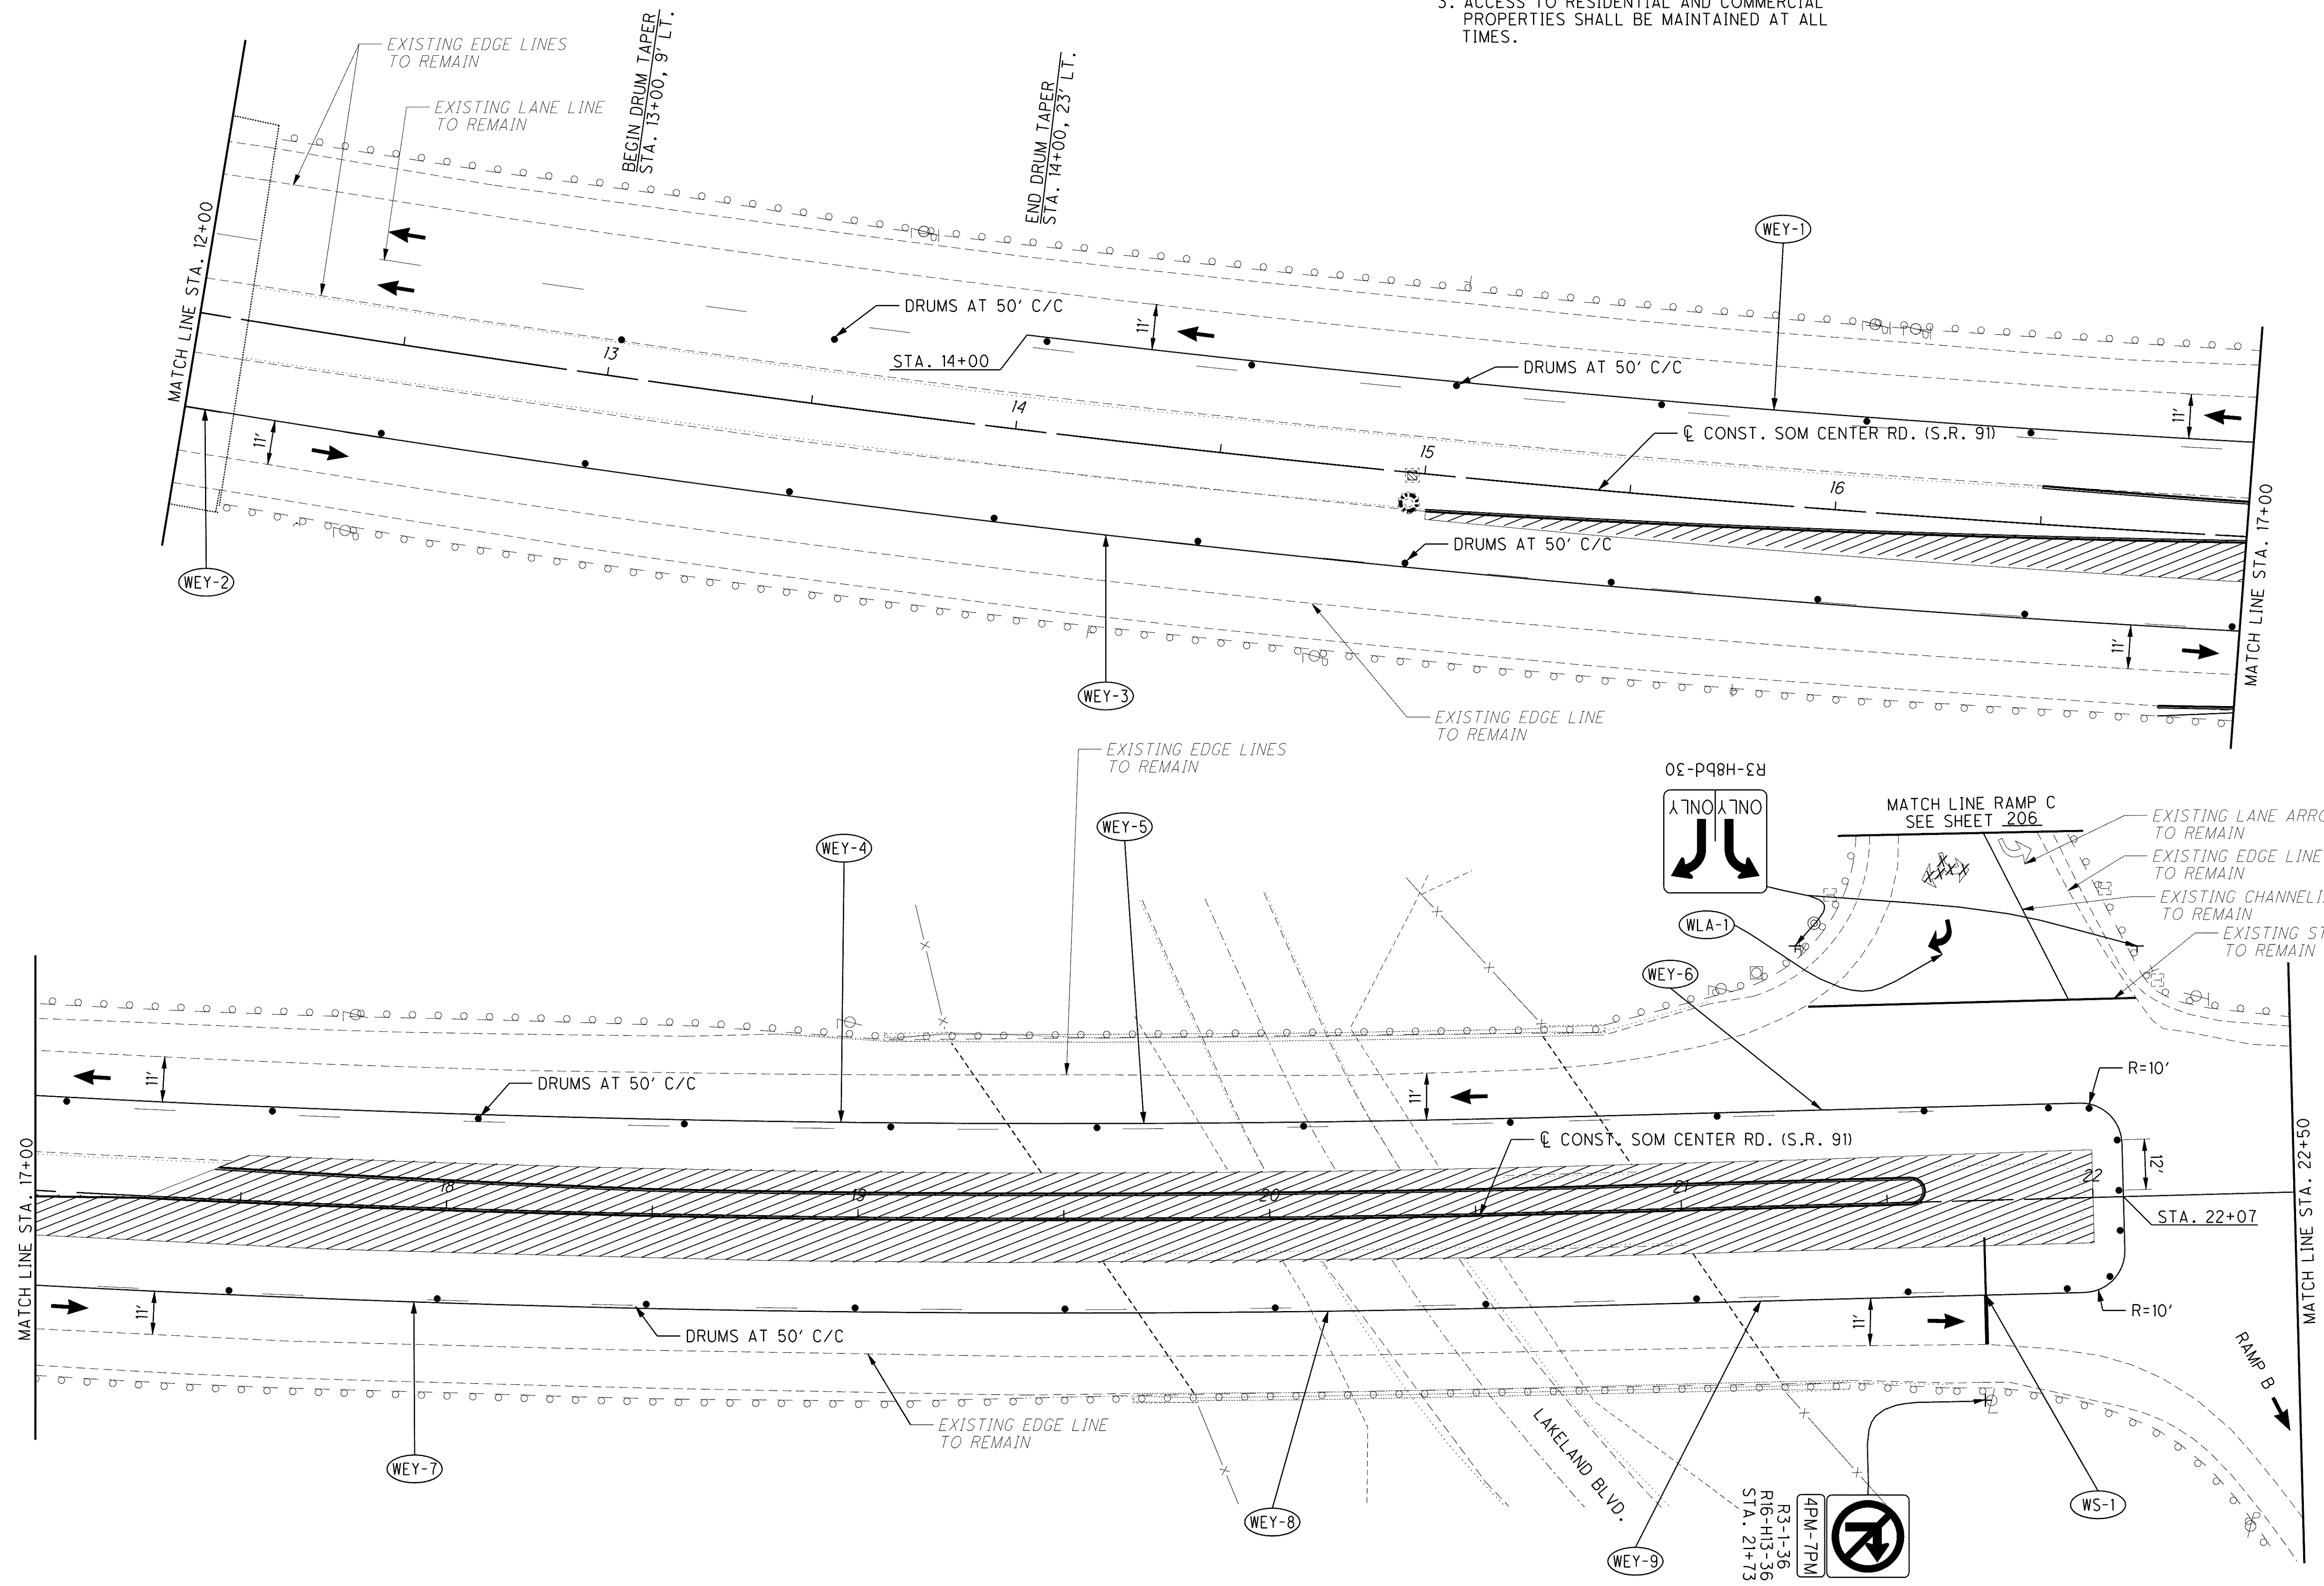 3. ACCESS TO RESIDENTIAL AND COMMERCIAL
PROPERTIES SHALL BE MAINTAINED AT ALL
TIMES.
EXISTING EDGE LINES
TO REMAIN
EXISTING LANE LINE
TO REMAIN
BEGIN DRUM TAPER
STA. 13+00, 9' LT.
END DRUM TAPER
STA. 14+00, 23' LT.
MATCH LINE STA. 12+00
WEY-1
DRUMS AT 50' C/C
STA. 14+00
11'
DRUMS AT 50' C/C
11'
13
14
15
16
℄ CONST. SOM CENTER RD. (S.R. 91)
11'
DRUMS AT 50' C/C
WEY-2
WEY-3
11'
MATCH LINE STA. 17+00
EXISTING EDGE LINE
TO REMAIN
EXISTING EDGE LINES
TO REMAIN
R3-H8bd-30
ONLY ONLY
MATCH LINE RAMP C
SEE SHEET 206
EXISTING LANE ARRO
TO REMAIN
EXISTING EDGE LINE
TO REMAIN
EXISTING CHANNELI
TO REMAIN
EXISTING ST
TO REMAIN
WEY-4
WEY-5
WLA-1
WEY-6
R=10'
11'
DRUMS AT 50' C/C
11'
℄ CONST. SOM CENTER RD. (S.R. 91)
12'
MATCH LINE STA. 17+00
18
19
20
21
22
STA. 22+07
MATCH LINE STA. 22+50
11'
DRUMS AT 50' C/C
11'
R=10'
RAMP B
EXISTING EDGE LINE
TO REMAIN
LAKELAND BLVD.
WEY-7
WEY-8
WEY-9
R3-1-36
R16-H13-36
STA. 21+73
4PM-7PM
WS-1